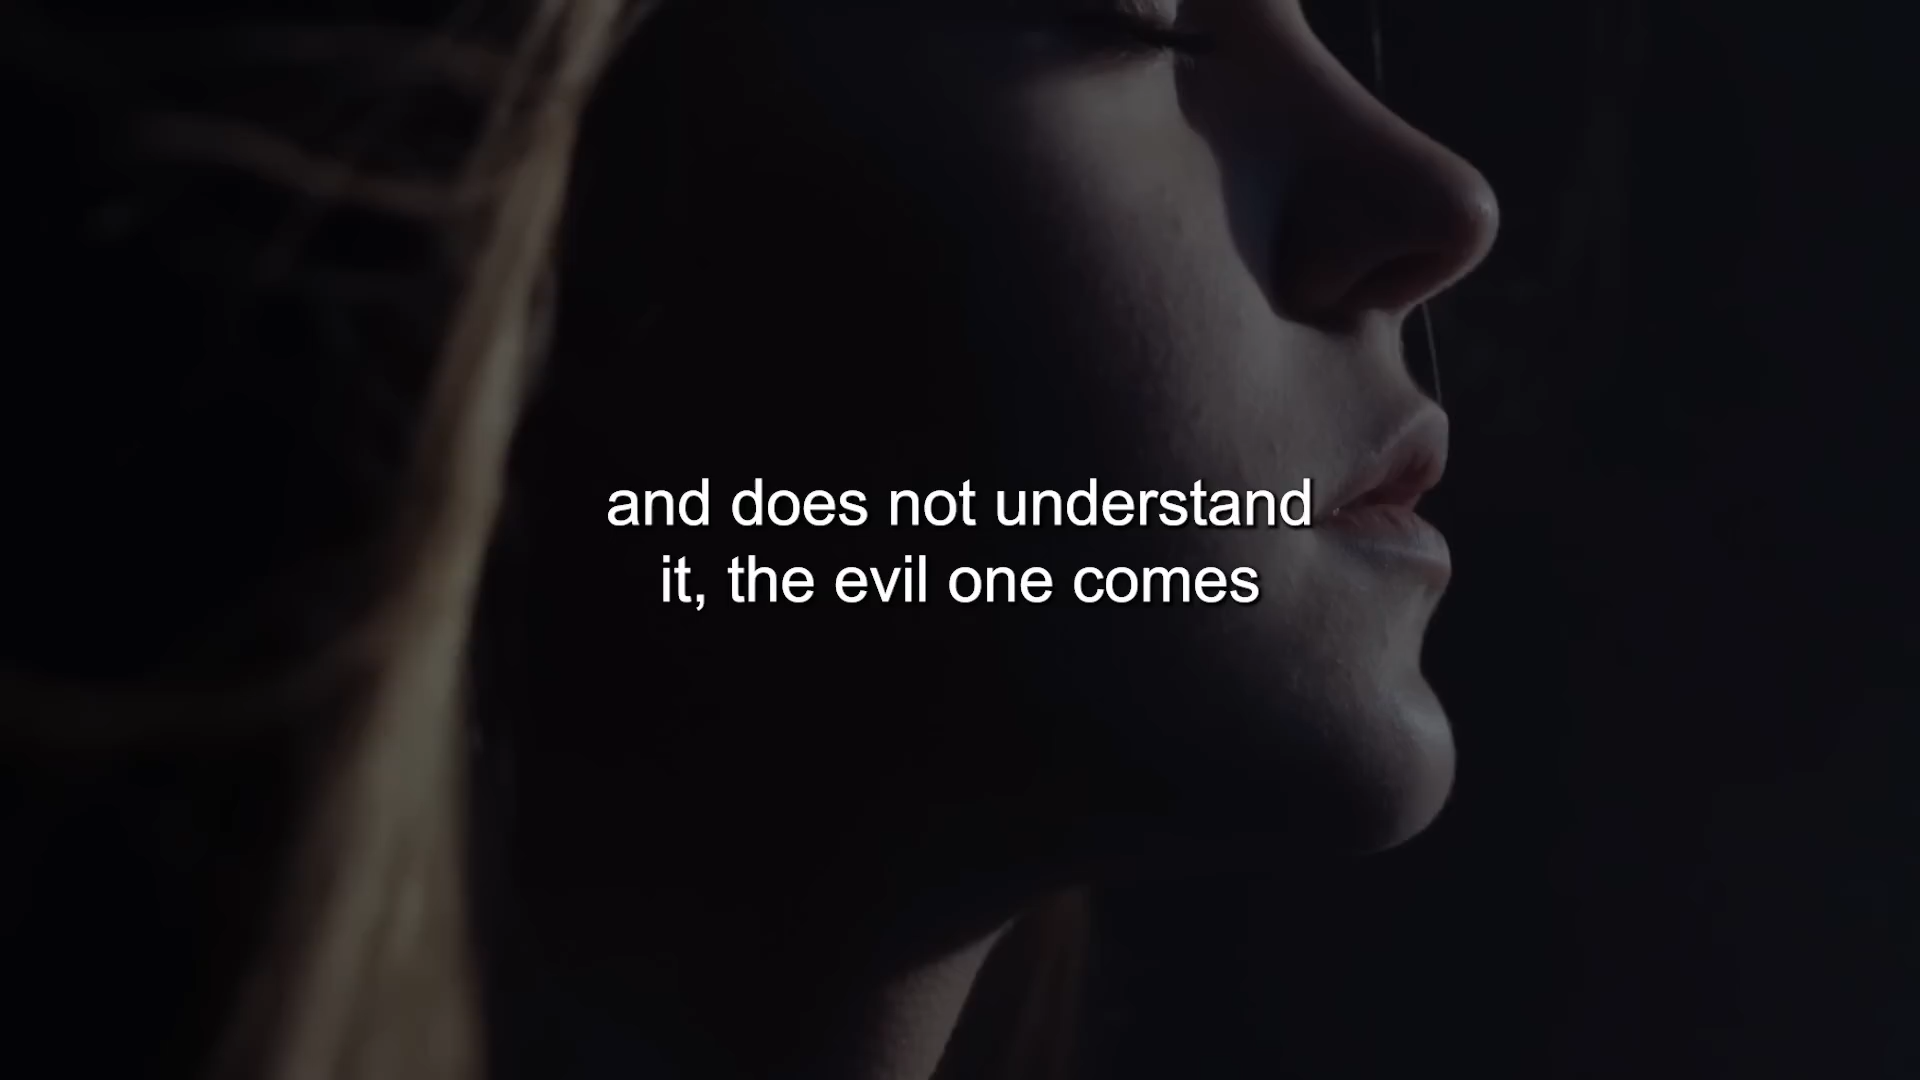 and does not understand
it, the evil one comes